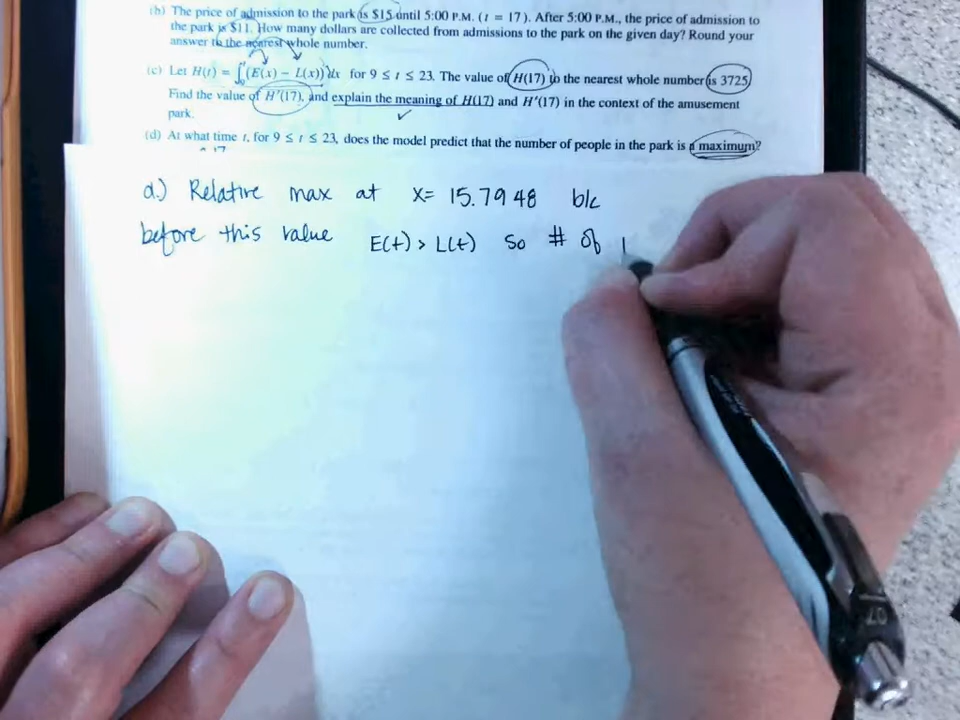 (b) The price of admission to the park is $15 until 5:00 P.M. (t = 17). After 5:00 P.M., the price of admission to
the park is $11. How many dollars are collected from admissions to the park on the given day? Round your
answer to the nearest whole number.
(c) Let H(t) = ∫₉ᵗ (E(x) − L(x)) dx for 9 ≤ t ≤ 23. The value of H(17) to the nearest whole number is 3725.
Find the value of H′(17), and explain the meaning of H(17) and H′(17) in the context of the amusement
park.
(d) At what time t, for 9 ≤ t ≤ 23, does the model predict that the number of people in the park is a maximum?
d.) Relative max at x= 15.7948 b/c
before this value E(t) > L(t) so # of
07